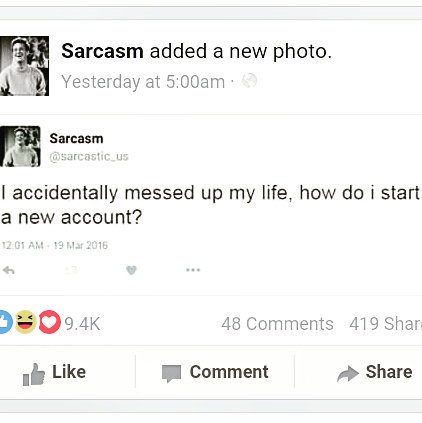 Sarcasm added a new photo.
Yesterday at 5:00am ·
Sarcasm
@sarcastic_us
I accidentally messed up my life, how do i start
a new account?
12:01 AM - 19 Mar 2016
9.4K 48 Comments 419 Shar
Like Comment Share